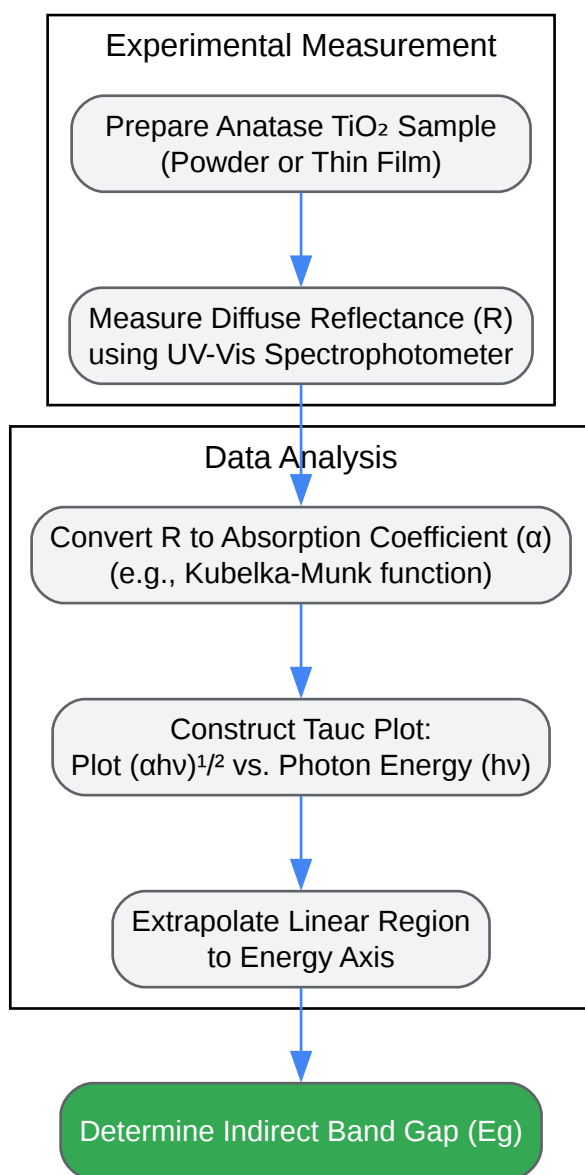 Experimental Measurement
Prepare Anatase TiO₂ Sample
(Powder or Thin Film)
Measure Diffuse Reflectance (R)
using UV-Vis Spectrophotometer
Data Analysis
Convert R to Absorption Coefficient (α)
(e.g., Kubelka-Munk function)
Construct Tauc Plot:
Plot (αhν)¹/² vs. Photon Energy (hν)
Extrapolate Linear Region
to Energy Axis
Determine Indirect Band Gap (Eg)